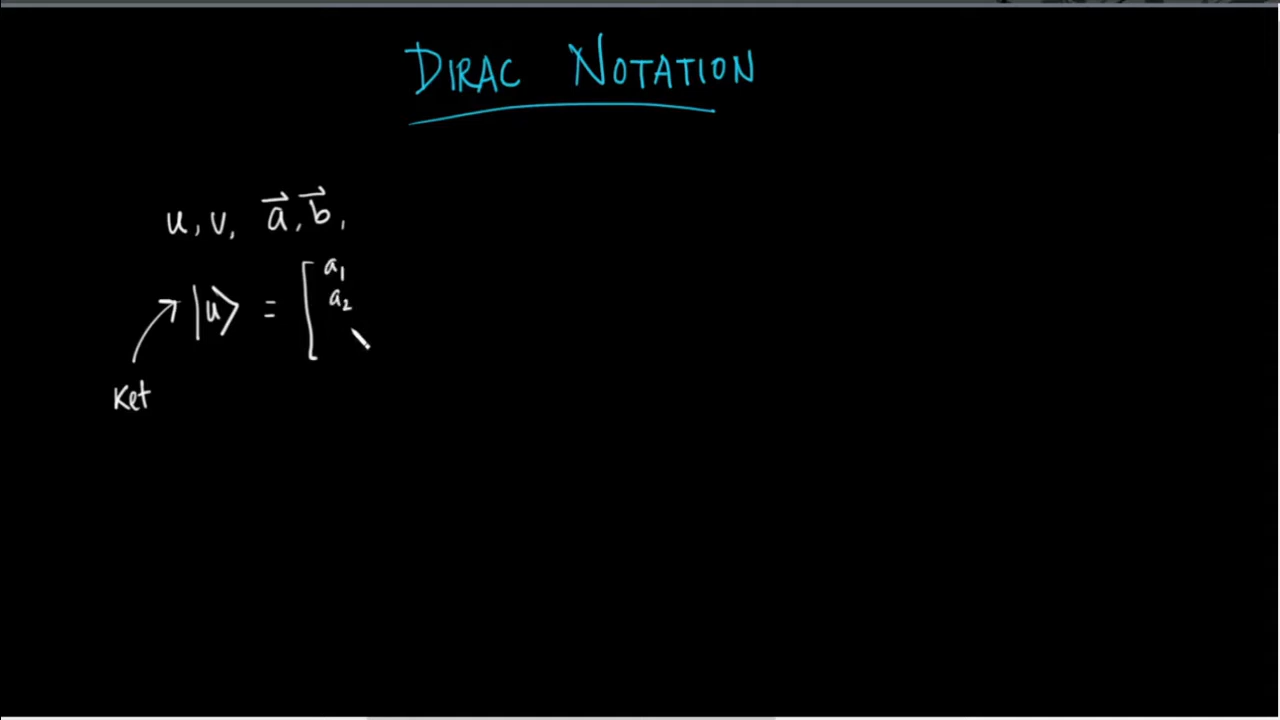 DIRAC NOTATION
u, v, a⃗, b⃗,
|u⟩ = [ a₁
a₂
Ket